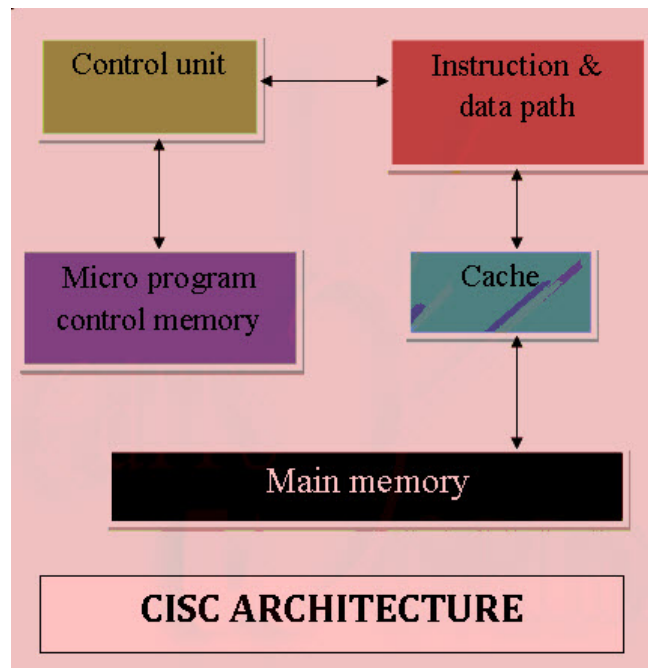 Control unit
Instruction &
data path
Micro program
control memory
Cache
Main memory
CISC ARCHITECTURE